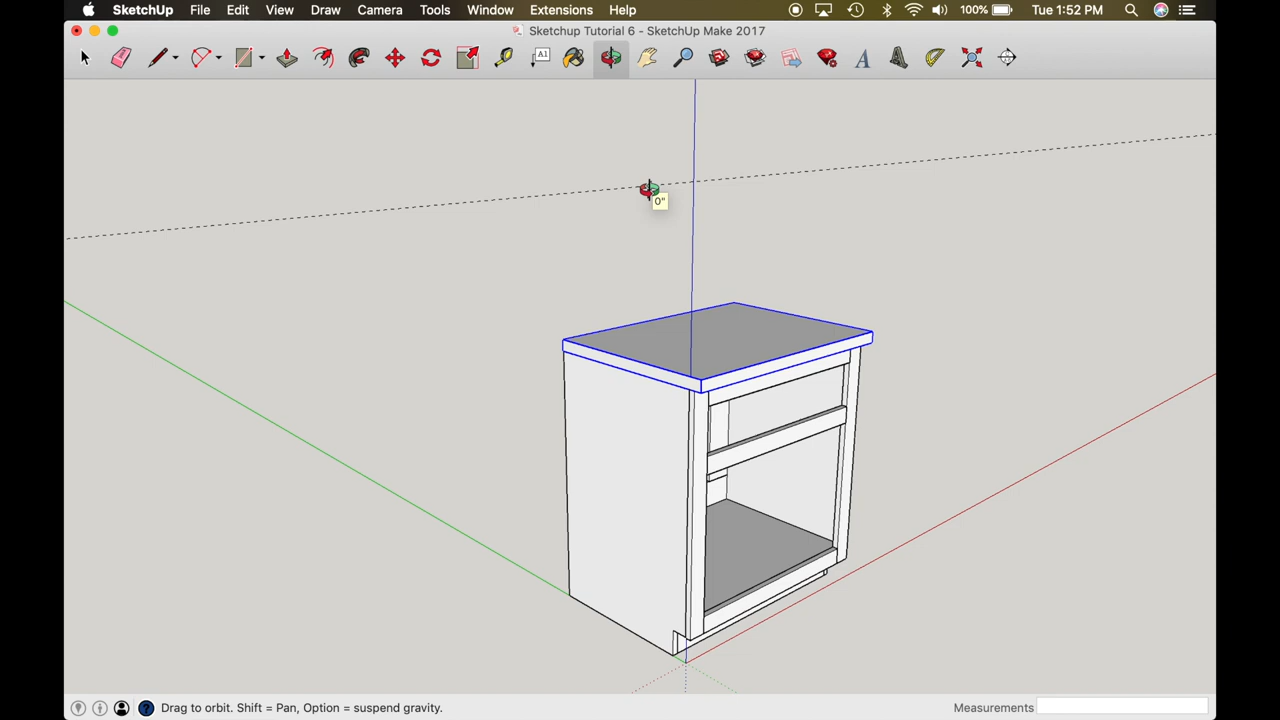 SketchUp File Edit View Draw Camera Tools Window Extensions Help 100% Tue 1:52 PM
Sketchup Tutorial 6 - SketchUp Make 2017
A1
0"
Drag to orbit. Shift = Pan, Option = suspend gravity. Measurements